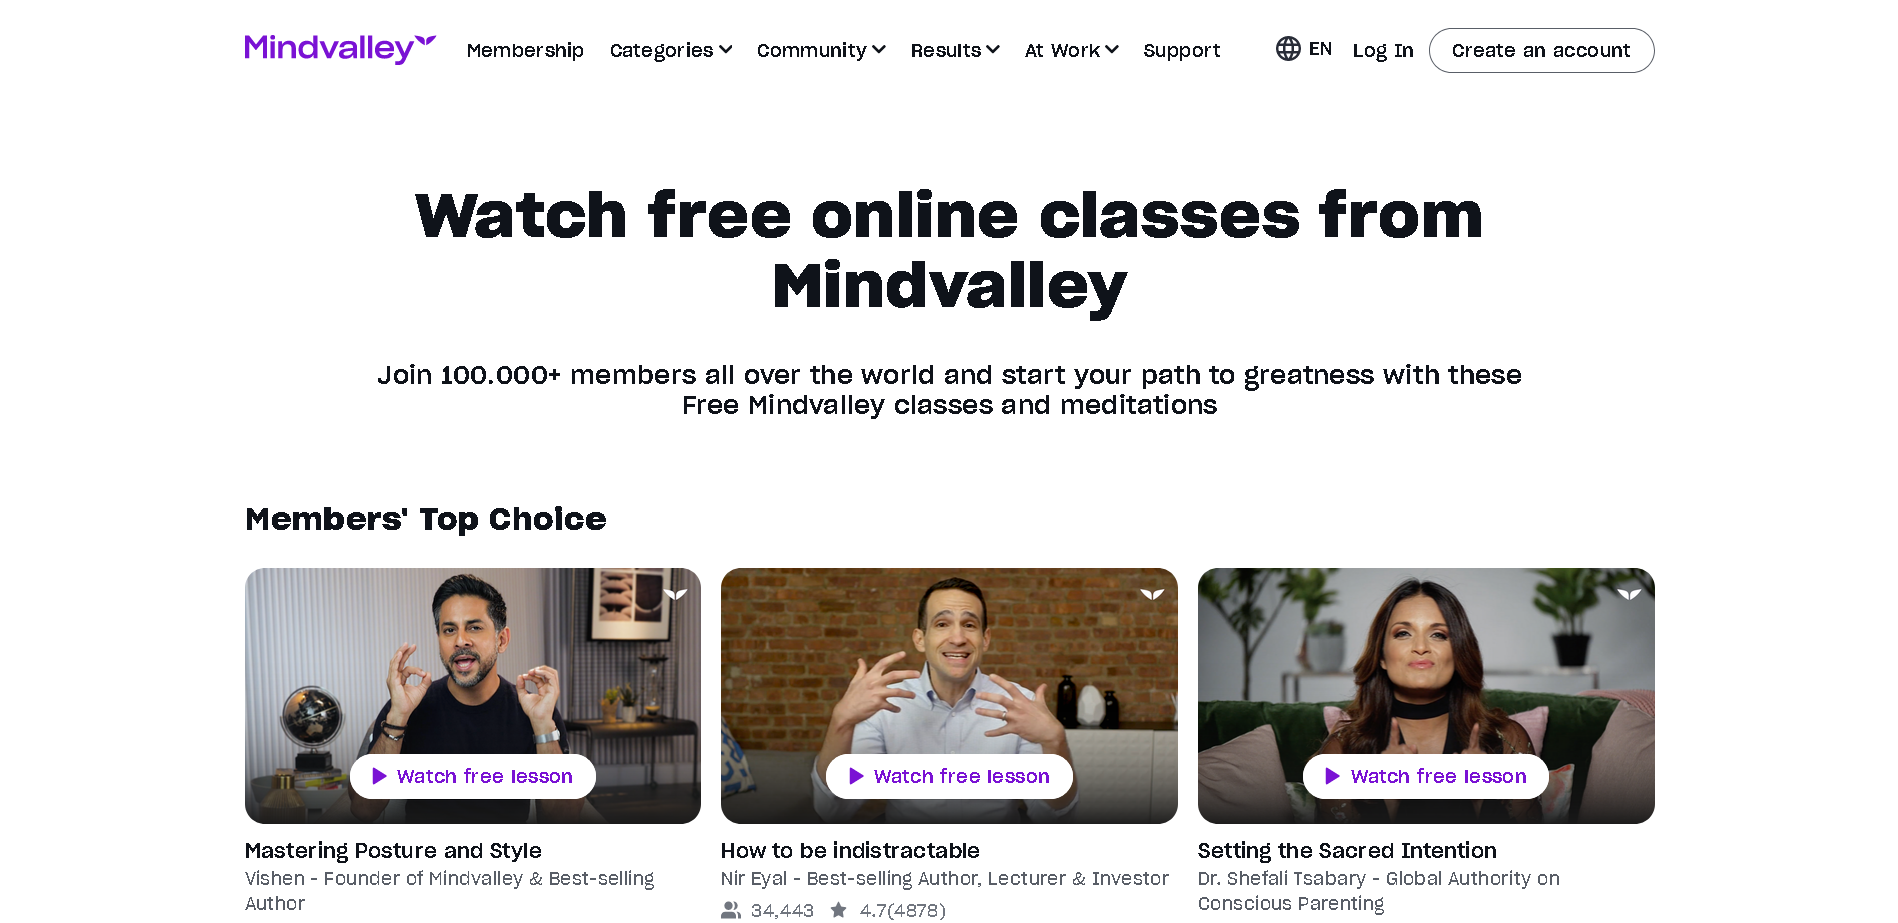 Mindvalley
Membership
Categories
Community
Results
At Work
Support
EN
Log In
Create an account
Watch free online classes from
Mindvalley
Join 100.000+ members all over the world and start your path to greatness with these
Free Mindvalley classes and meditations
Members' Top Choice
Watch free lesson
Mastering Posture and Style
Vishen - Founder of Mindvalley & Best-selling
Author
Watch free lesson
How to be indistractable
Nir Eyal - Best-selling Author, Lecturer & Investor
34,443 4.7(4878)
Watch free lesson
Setting the Sacred Intention
Dr. Shefali Tsabary - Global Authority on
Conscious Parenting